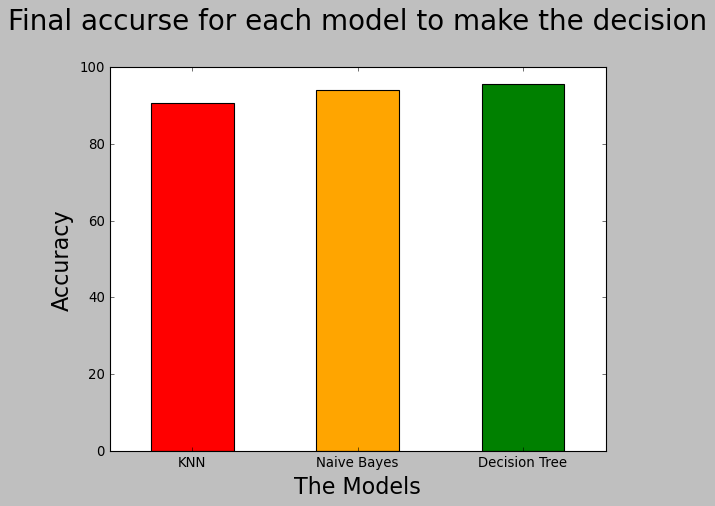 Final accurse for each model to make the decision
100
80
60
40
20
0
Accuracy
KNN
Naive Bayes
Decision Tree
The Models